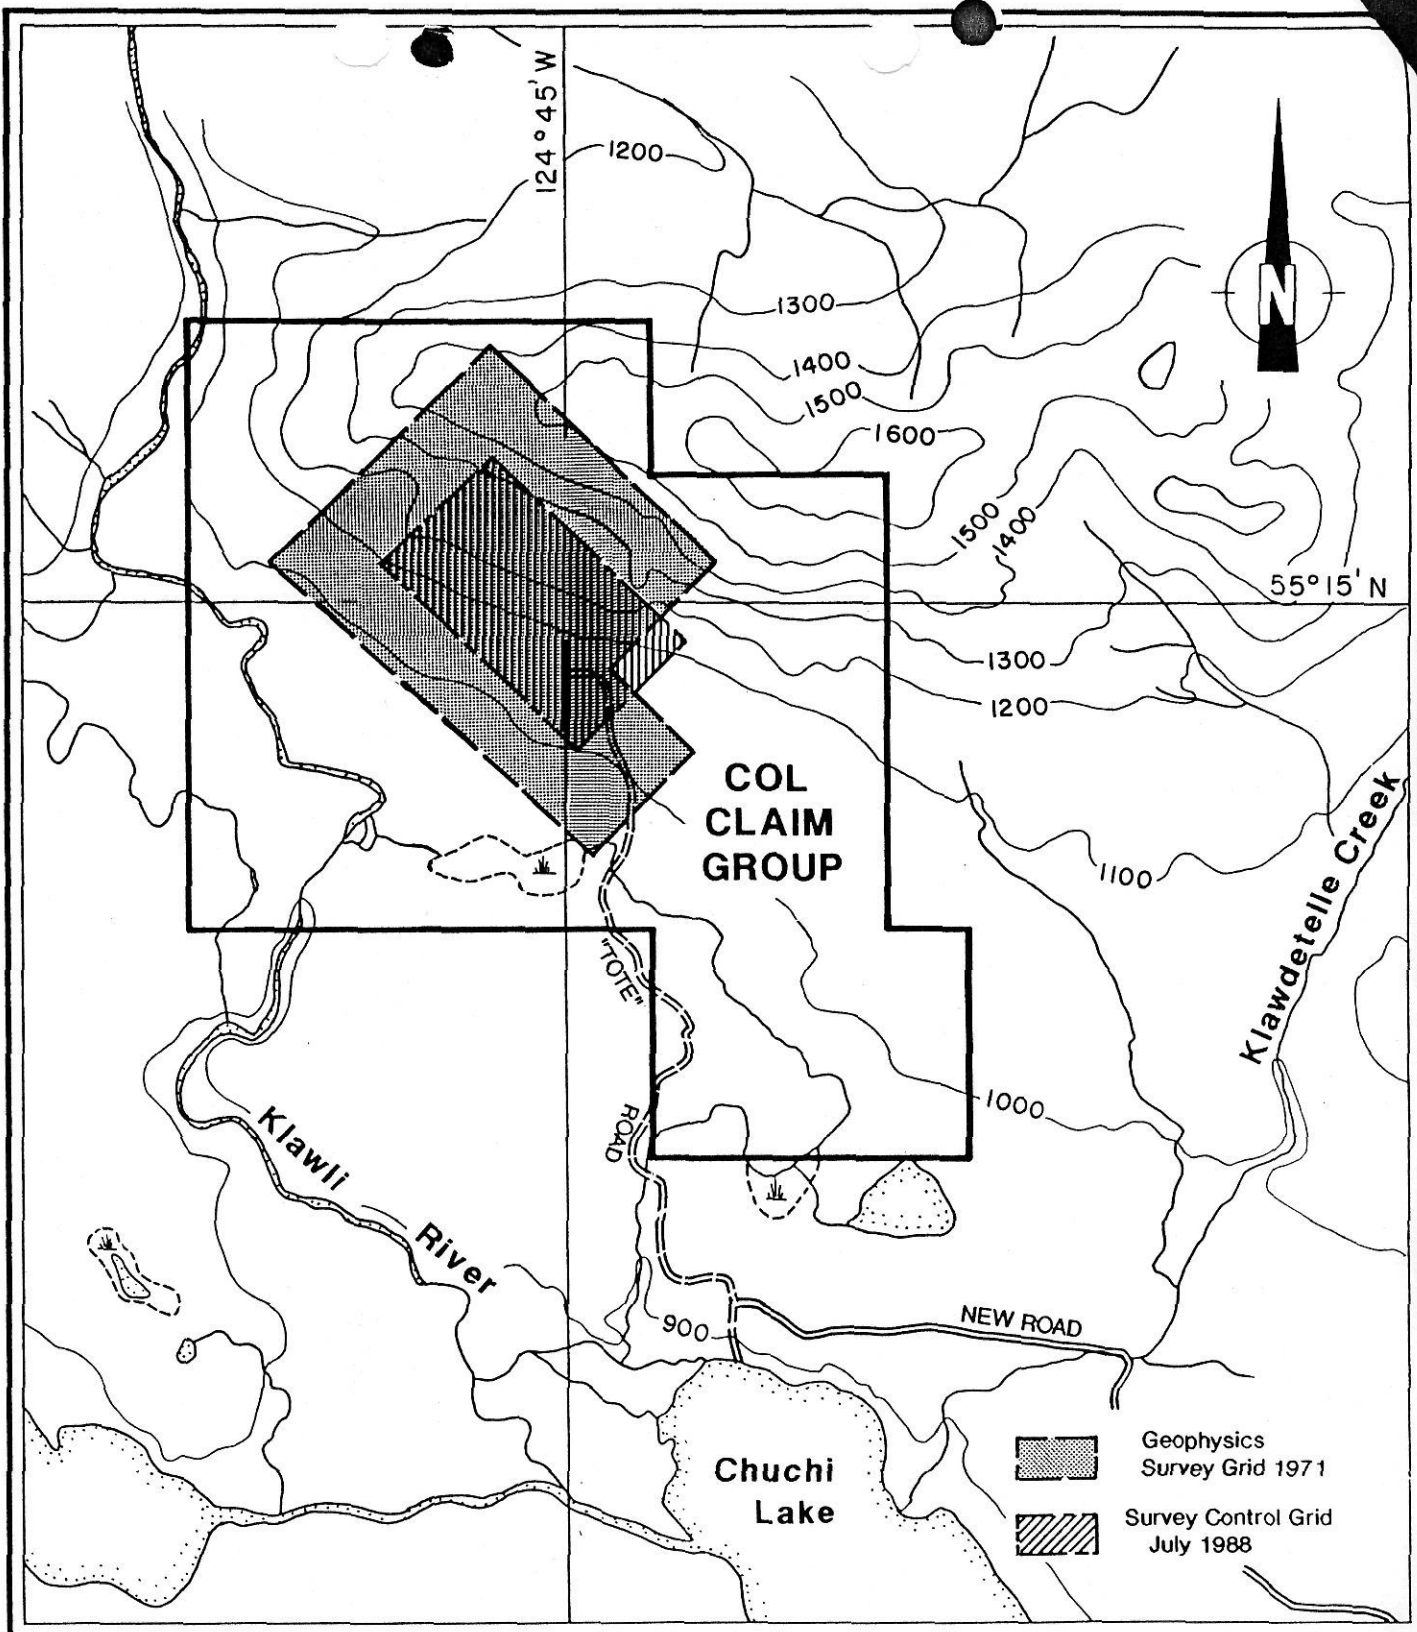 124°45'W
1200
N
1300
1400
1500
1600
1500
1400
55°15'N
1300
1200
COL
CLAIM
GROUP
1100
Klawdetelle Creek
"TOTE"
ROAD
1000
Klawli
River
NEW ROAD
900
Chuchi
Lake
Geophysics
Survey Grid 1971
Survey Control Grid
July 1988